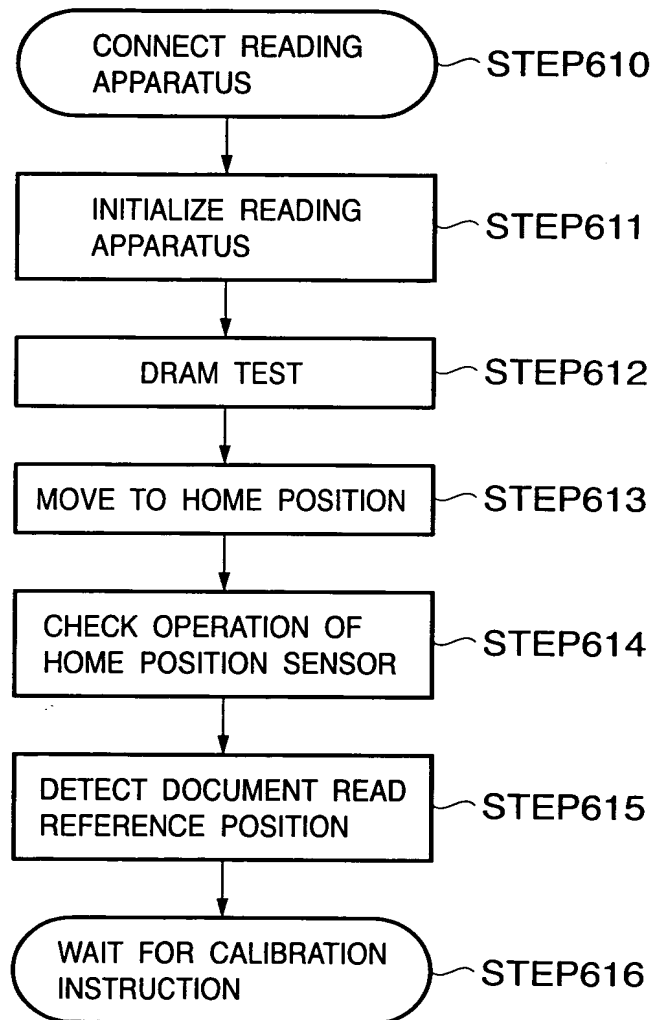 CONNECT READING
APPARATUS
STEP610
INITIALIZE READING
APPARATUS
STEP611
DRAM TEST
STEP612
MOVE TO HOME POSITION
STEP613
CHECK OPERATION OF
HOME POSITION SENSOR
STEP614
DETECT DOCUMENT READ
REFERENCE POSITION
STEP615
WAIT FOR CALIBRATION
INSTRUCTION
STEP616